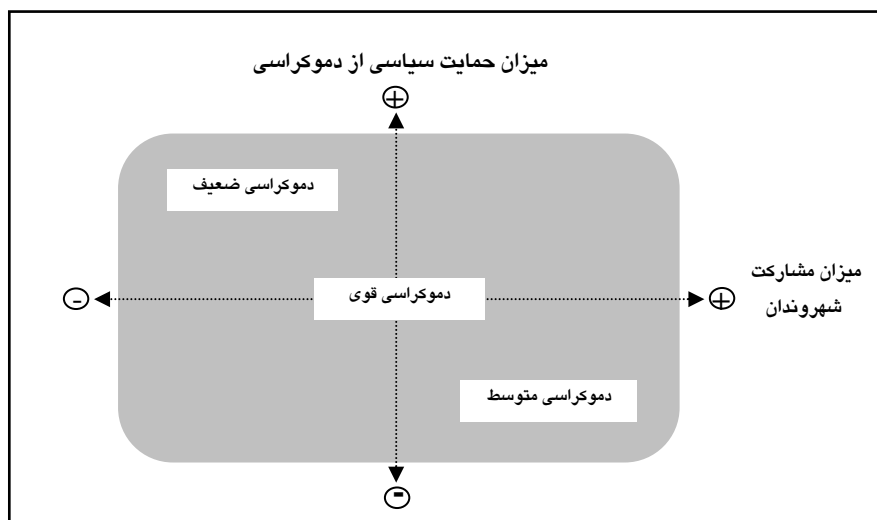 میزان حمایت سیاسی از دموکراسی
+
دموکراسی ضعیف
میزان مشارکت
شهروندان
+
دموکراسی قوی
-
دموکراسی متوسط
-